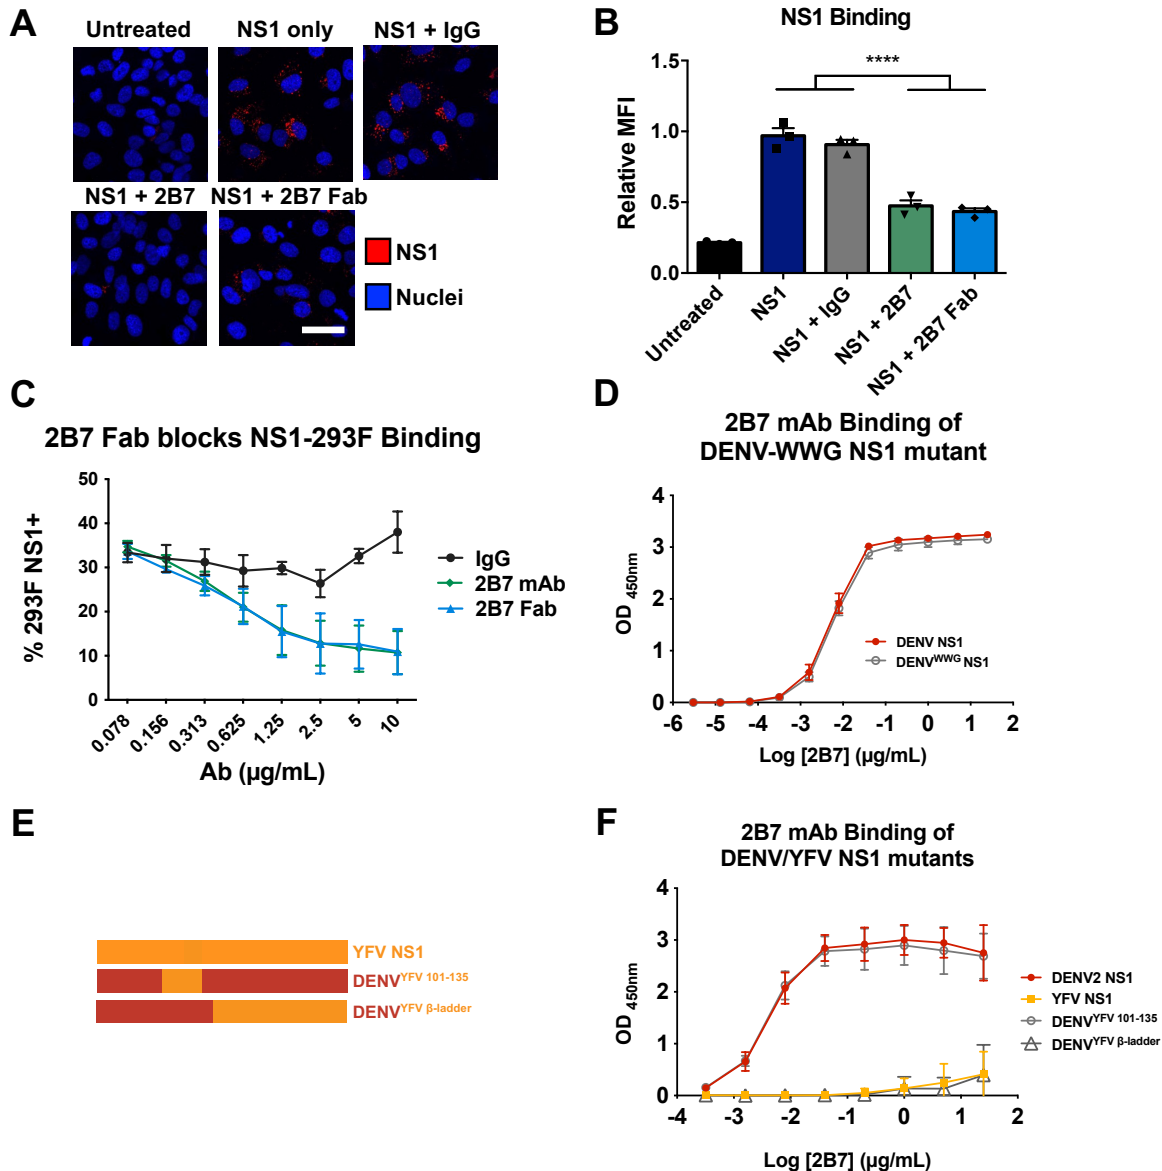 A
Untreated
NS1 only
NS1 + IgG
NS1 + 2B7
NS1 + 2B7 Fab
NS1
Nuclei
B
NS1 Binding
Relative MFI
1.5
1.0
0.5
0.0
****
Untreated
NS1
NS1 + IgG
NS1 + 2B7
NS1 + 2B7 Fab
C
2B7 Fab blocks NS1-293F Binding
% 293F NS1+
50
40
30
20
10
0
0.078
0.156
0.313
0.625
1.25
2.5
5
10
Ab (µg/mL)
IgG
2B7 mAb
2B7 Fab
D
2B7 mAb Binding of
DENV-WWG NS1 mutant
OD 450nm
4
3
2
1
0
-6 -5 -4 -3 -2 -1 0 1 2
Log [2B7] (µg/mL)
DENV NS1
DENVWWG NS1
E
YFV NS1
DENVYFV 101-135
DENVYFV β-ladder
F
2B7 mAb Binding of
DENV/YFV NS1 mutants
OD 450nm
4
3
2
1
0
-4 -3 -2 -1 0 1 2
Log [2B7] (µg/mL)
DENV2 NS1
YFV NS1
DENVYFV 101-135
DENVYFV β-ladder